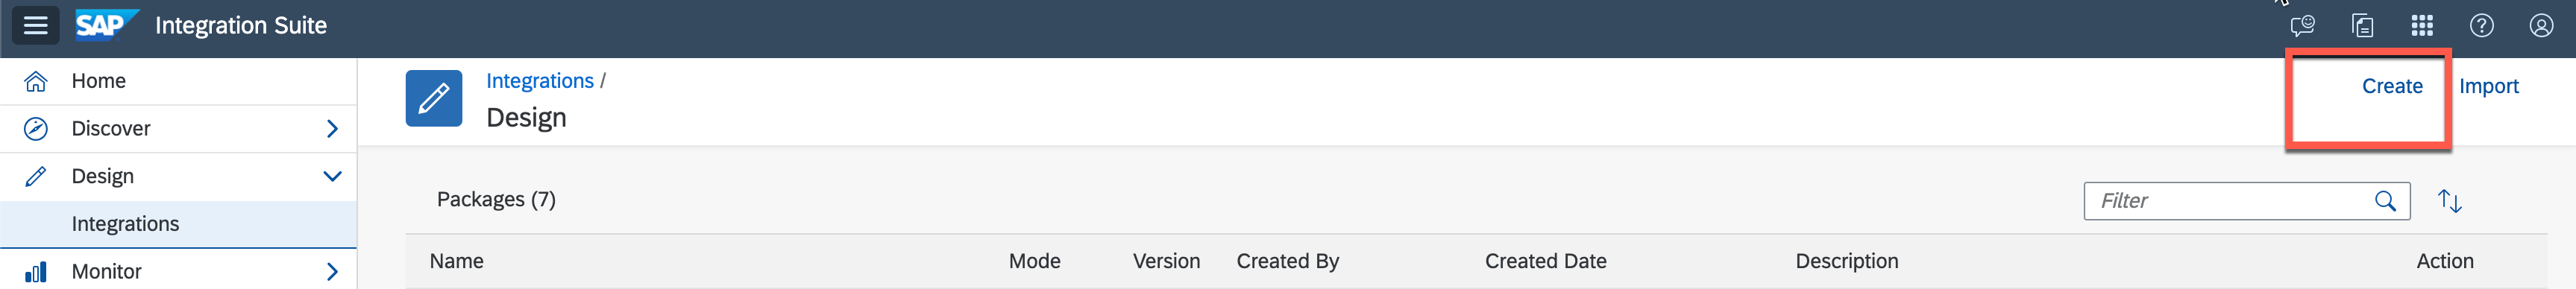 SAP Integration Suite
Home
Discover
Design
Integrations
Monitor
Integrations /
Design
Create Import
Packages (7)
Filter
Name Mode Version Created By Created Date Description Action